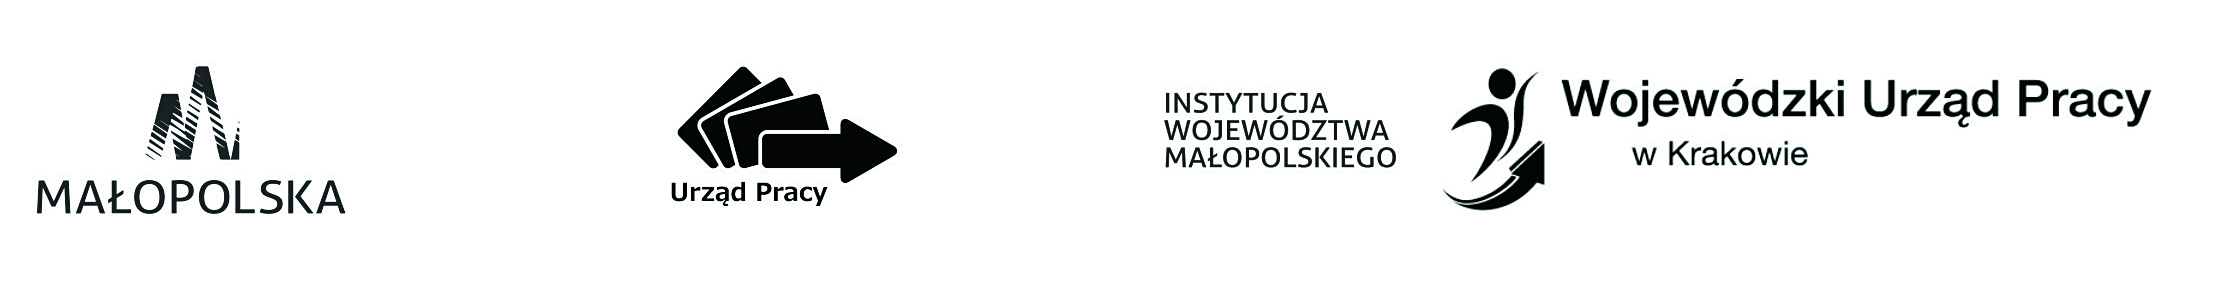 MAŁOPOLSKA
Urząd Pracy
INSTYTUCJA
WOJEWÓDZTWA
MAŁOPOLSKIEGO
Wojewódzki Urząd Pracy
w Krakowie